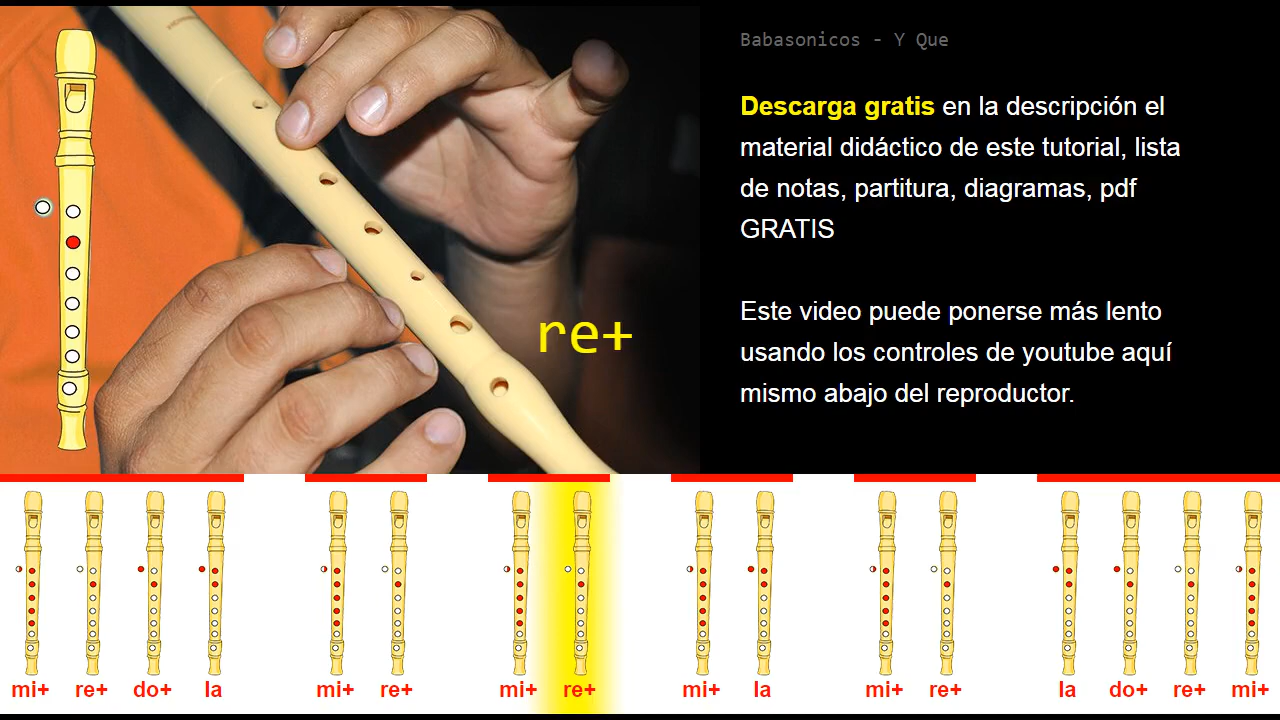 Babasonicos - Y Que
Descarga gratis en la descripción el
material didáctico de este tutorial, lista
de notas, partitura, diagramas, pdf
GRATIS
Este video puede ponerse más lento
usando los controles de youtube aquí
mismo abajo del reproductor.
re+
mi+ re+ do+ la mi+ re+ mi+ re+ mi+ la mi+ re+ la do+ re+ mi+